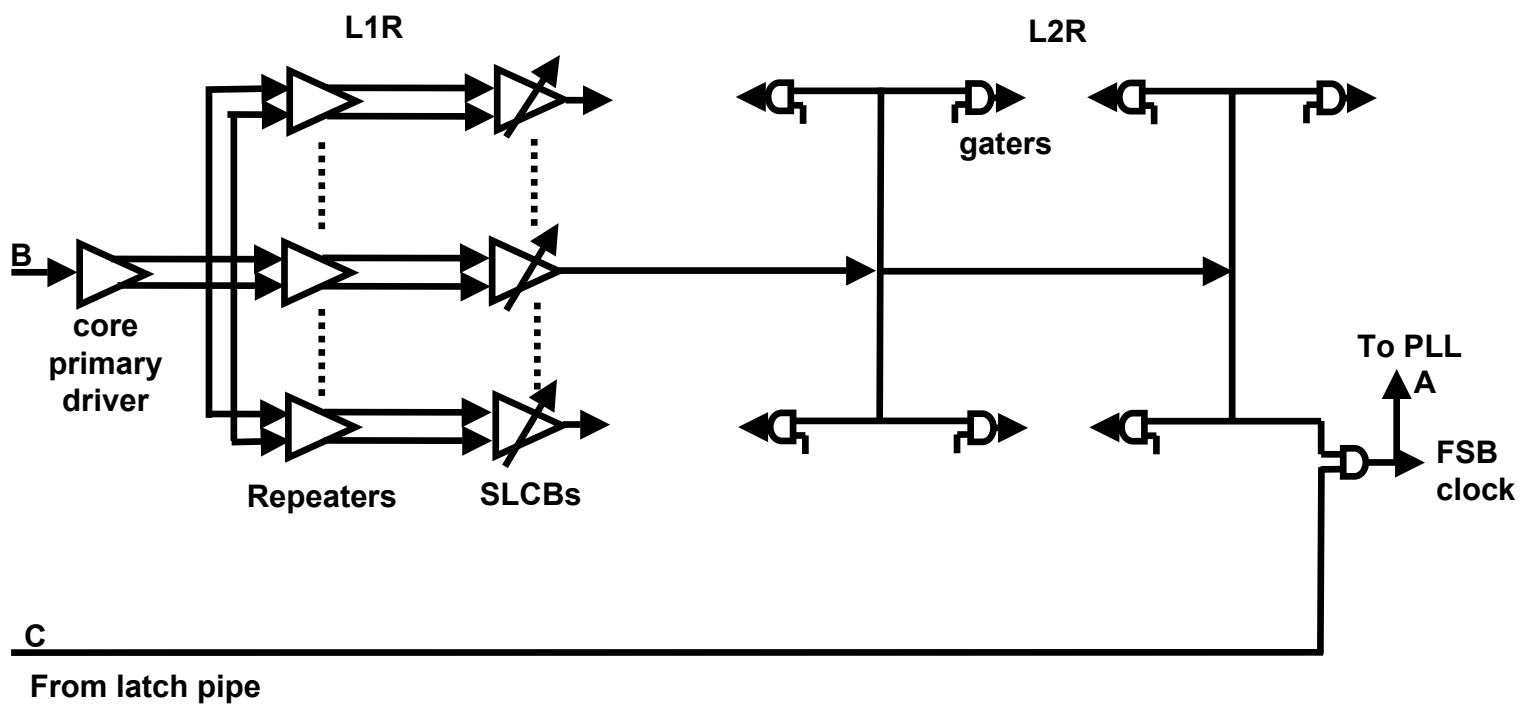 L1R
L2R
gaters
B
core
primary
driver
To PLL
A
FSB
clock
Repeaters
SLCBs
C
From latch pipe